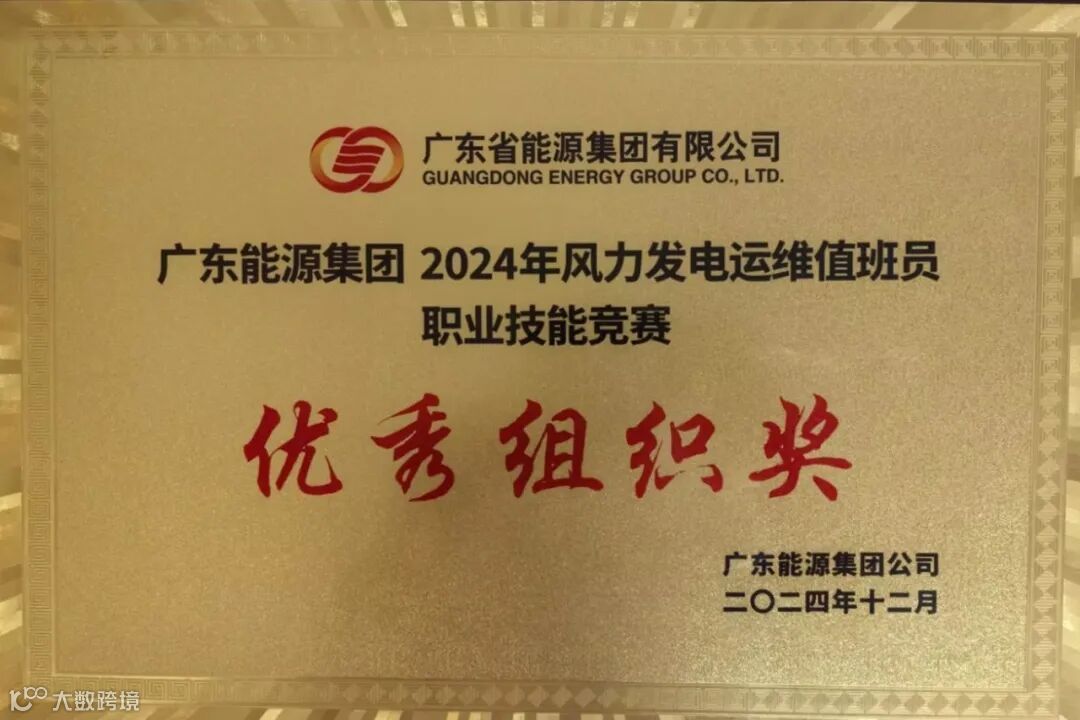 广东省能源集团有限公司
GUANGDONG ENERGY GROUP CO., LTD.
广东能源集团 2024年风力发电运维值班员
职业技能竞赛
优秀组织奖
广东能源集团公司
二〇二四年十二月
大数跨境